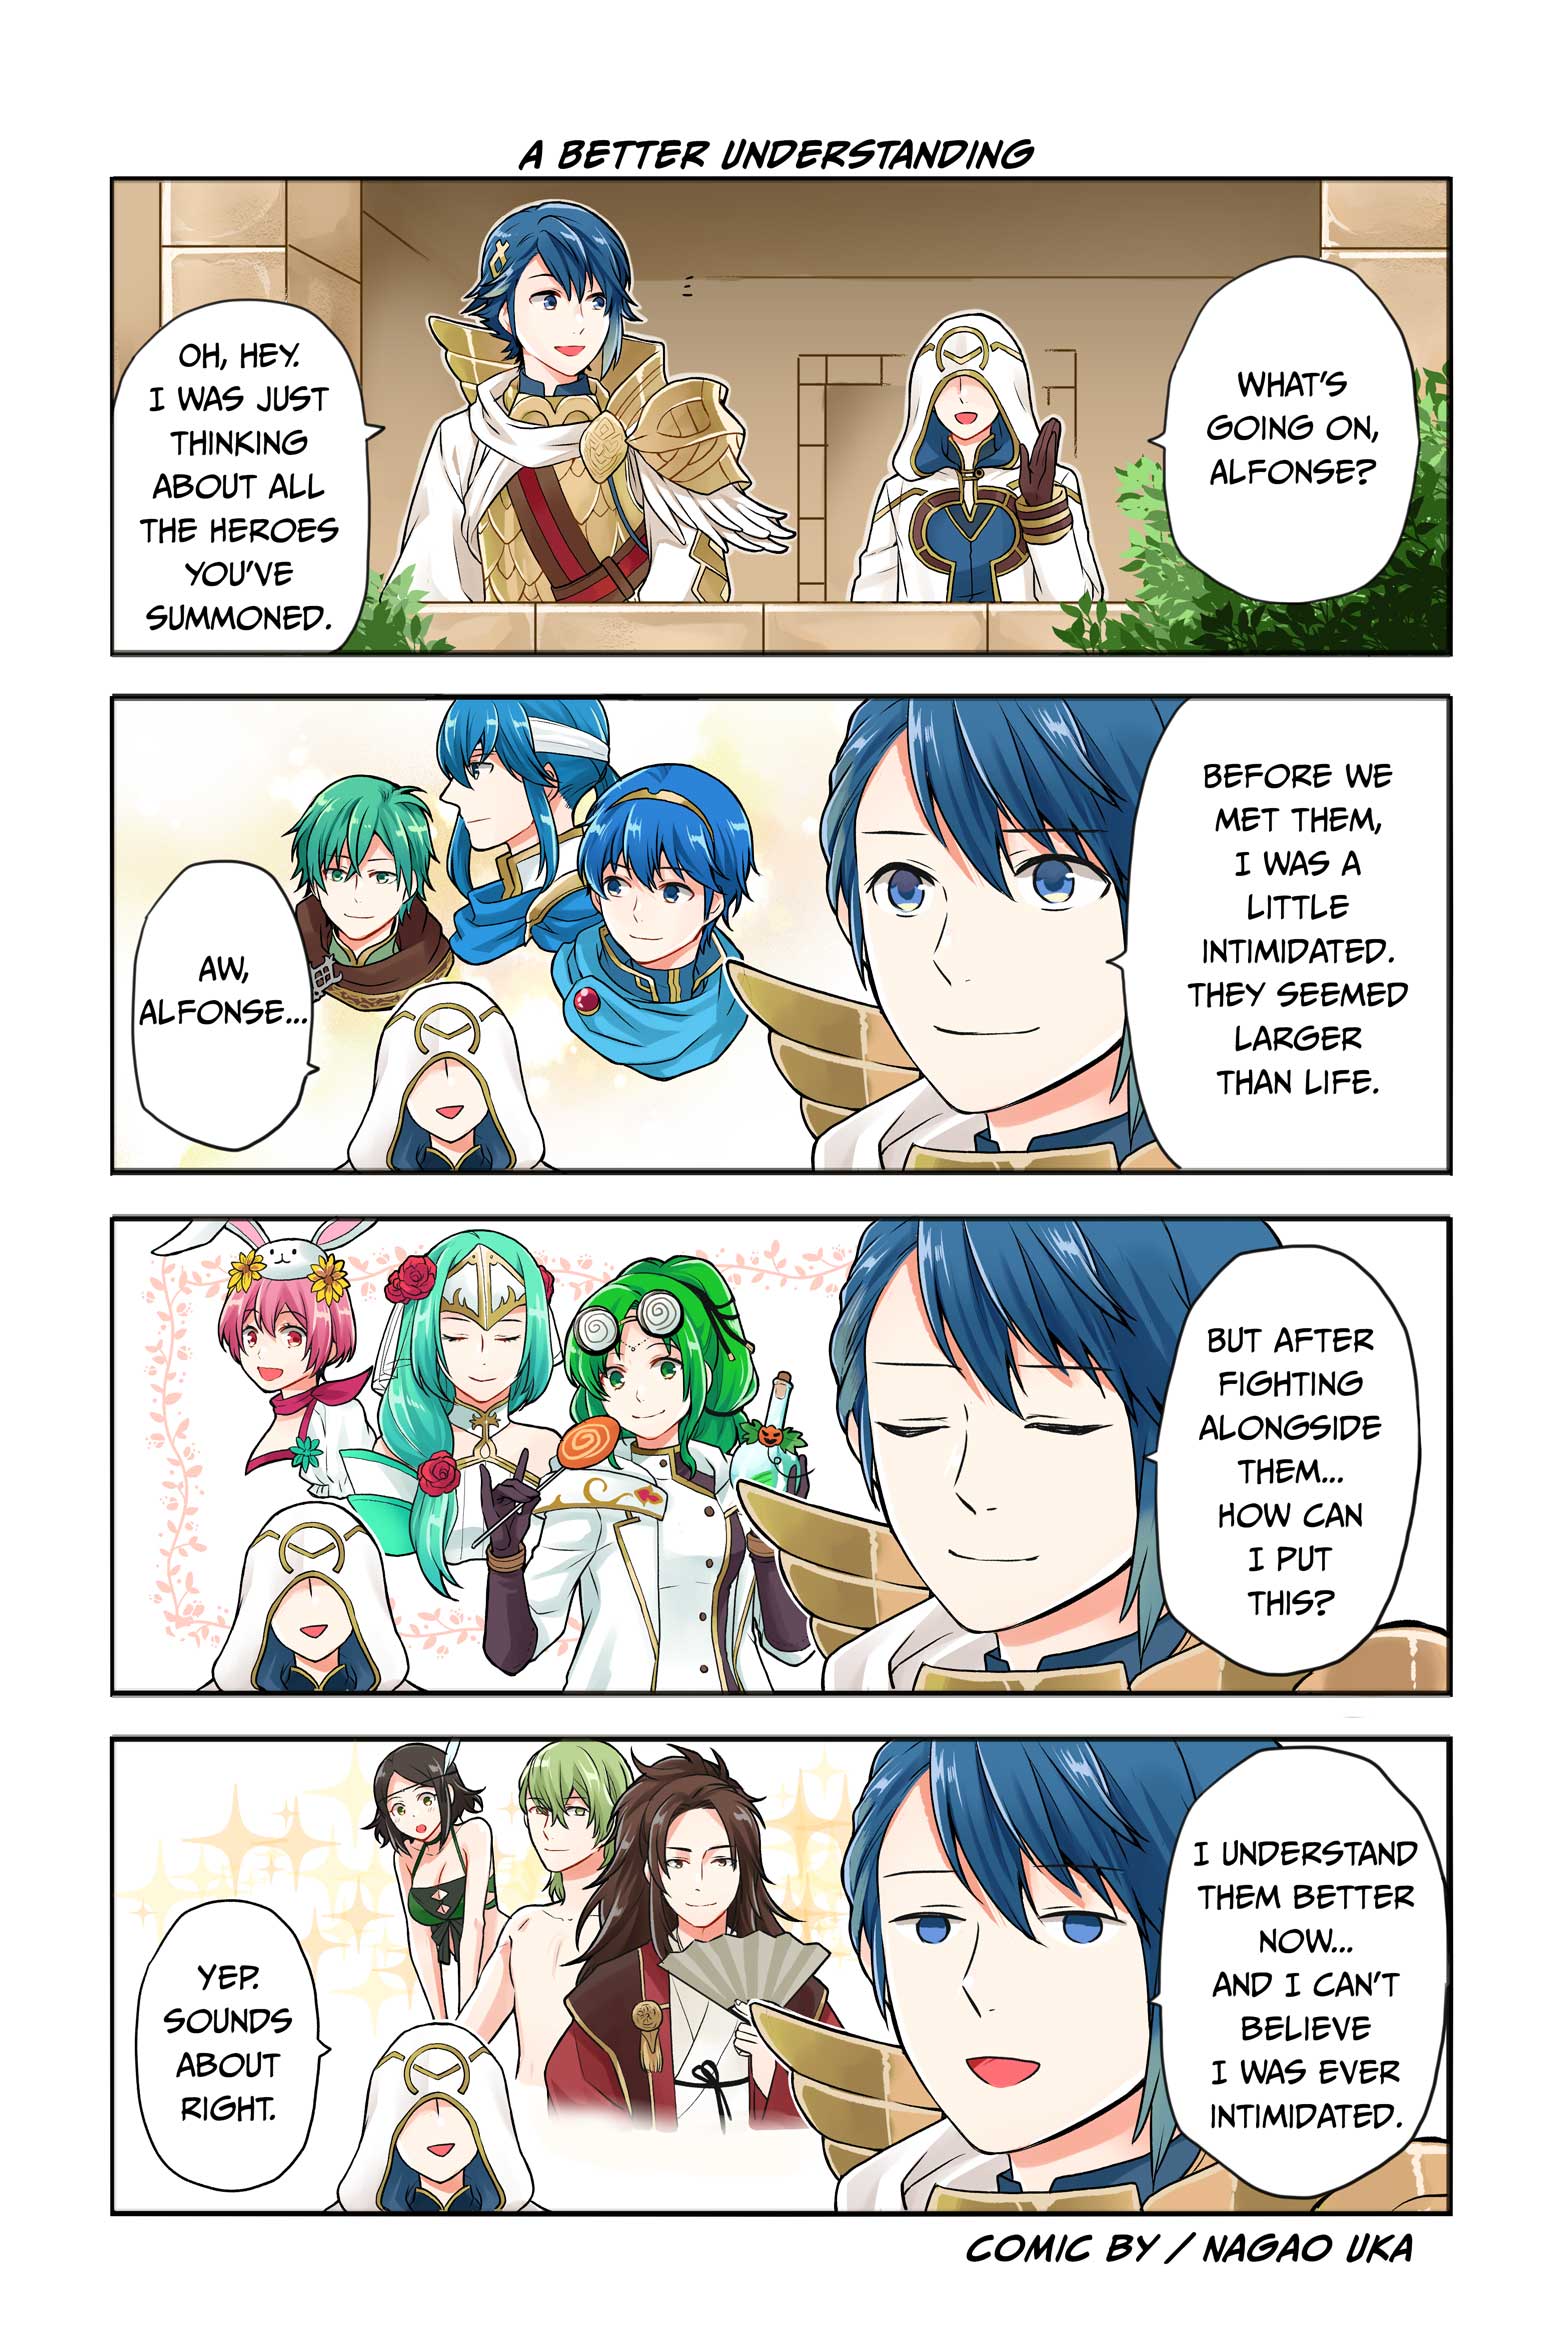 A BETTER UNDERSTANDING
WHAT'S
GOING ON,
ALFONSE?
OH, HEY.
I WAS JUST
THINKING
ABOUT ALL
THE HEROES
YOU'VE
SUMMONED.
BEFORE WE
MET THEM,
I WAS A
LITTLE
INTIMIDATED.
THEY SEEMED
LARGER
THAN LIFE.
AW,
ALFONSE...
BUT AFTER
FIGHTING
ALONGSIDE
THEM...
HOW CAN
I PUT
THIS?
I UNDERSTAND
THEM BETTER
NOW...
AND I CAN'T
BELIEVE
I WAS EVER
INTIMIDATED.
YEP.
SOUNDS
ABOUT
RIGHT.
COMIC BY / NAGAO UKA